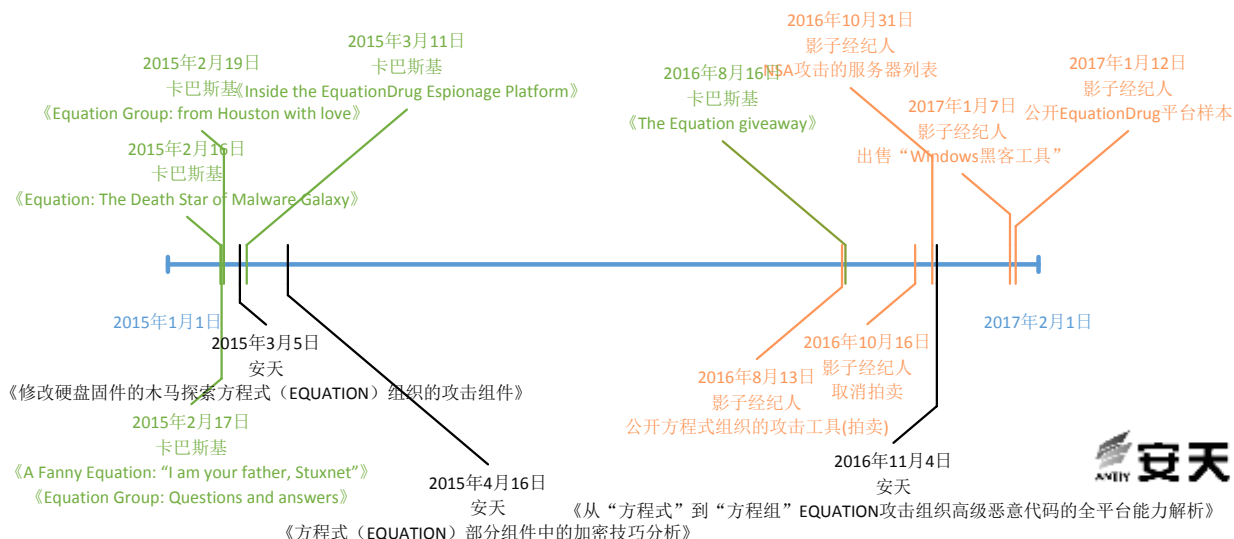 2015年2月19日
卡巴斯基
《Equation Group: from Houston with love》
2015年3月11日
卡巴斯基
《Inside the EquationDrug Espionage Platform》
2015年2月16日
卡巴斯基
《Equation: The Death Star of Malware Galaxy》
2016年8月16日
卡巴斯基
《The Equation giveaway》
2016年10月31日
影子经纪人
NSA攻击的服务器列表
2017年1月7日
影子经纪人
出售“Windows黑客工具”
2017年1月12日
影子经纪人
公开EquationDrug平台样本
2015年1月1日
2017年2月1日
2015年3月5日
安天
《修改硬盘固件的木马探索方程式（EQUATION）组织的攻击组件》
2015年2月17日
卡巴斯基
《A Fanny Equation: “I am your father, Stuxnet”》
《Equation Group: Questions and answers》
2015年4月16日
安天
《方程式（EQUATION）部分组件中的加密技巧分析》
2016年8月13日
影子经纪人
公开方程式组织的攻击工具(拍卖)
2016年10月16日
影子经纪人
取消拍卖
2016年11月4日
安天
《从“方程式”到“方程组”EQUATION攻击组织高级恶意代码的全平台能力解析》
ANTIY 安天